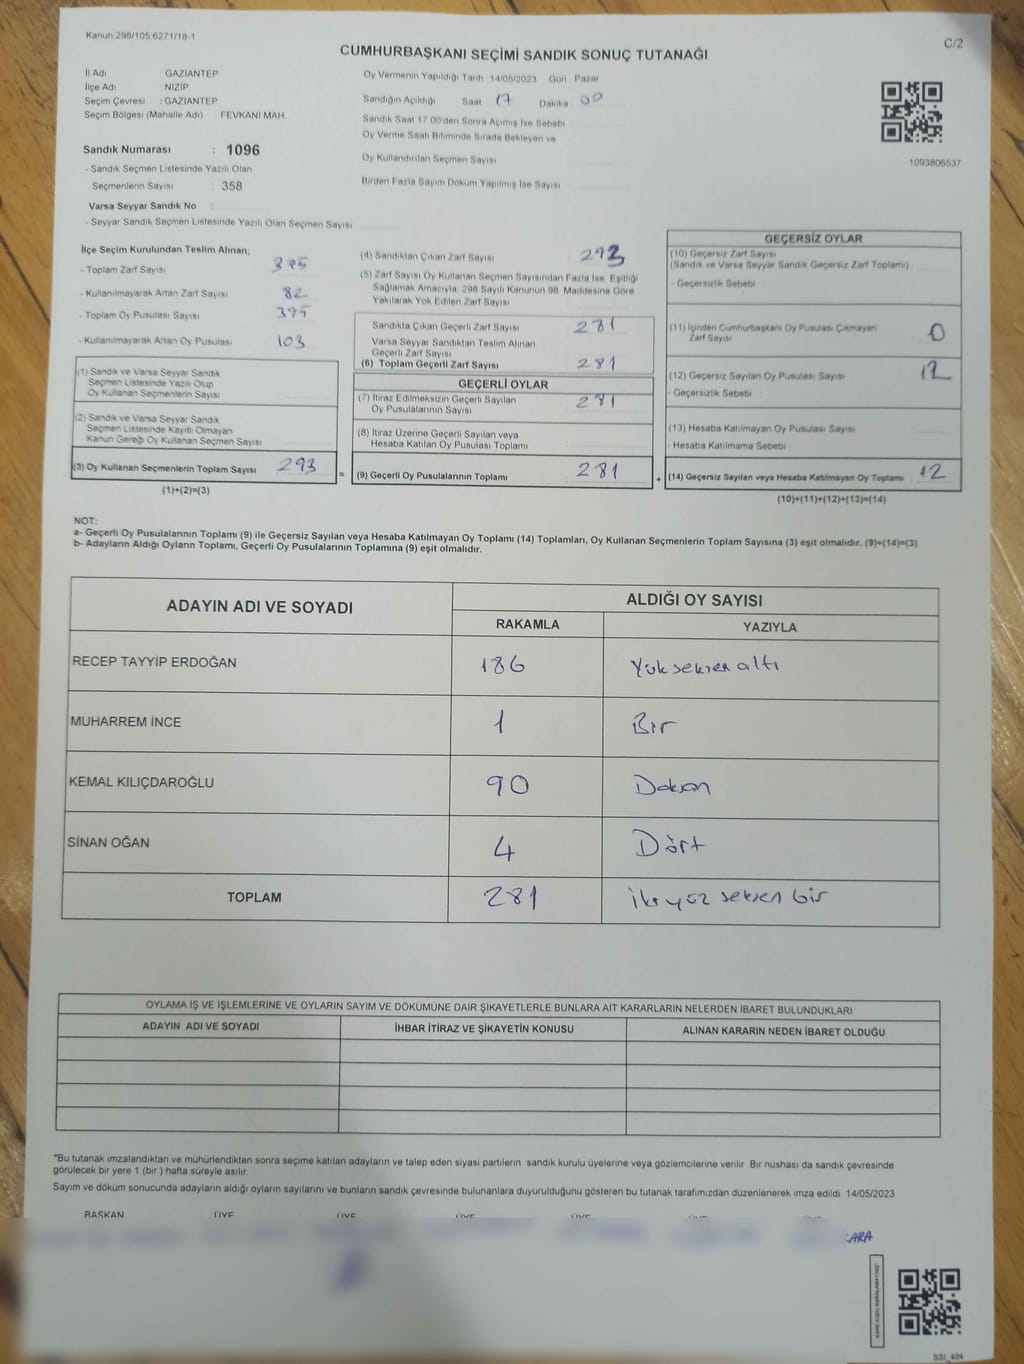 Kanun.298/105.6271/18-1
C/2
CUMHURBAŞKANI SEÇİMİ SANDIK SONUÇ TUTANAĞI
İl Adı GAZİANTEP
İlçe Adı NİZİP
Seçim Çevresi : GAZİANTEP
Seçim Bölgesi (Mahalle Adı) : FEVKANİ MAH.
Sandık Numarası : 1096
- Sandık Seçmen Listesinde Yazılı Olan
Seçmenlerin Sayısı : 358
Varsa Seyyar Sandık No :
- Seyyar Sandık Seçmen Listesinde Yazılı Olan Seçmen Sayısı
Oy Vermenin Yapıldığı Tarih 14/05/2023 Gün Pazar
Sandığın Açıldığı Saat 17 Dakika 00
Sandık Saat 17.00'den Sonra Açımış İse Sebebi
Oy Verme Saati Bitiminde Sırada Bekleyen ve
Oy Kullandırılan Seçmen Sayısı
Birden Fazla Sayım Döküm Yapılmış İse Sayısı
1093806537
İlçe Seçim Kurulundan Teslim Alınan;
- Toplam Zarf Sayısı 375
- Kullanılmayarak Artan Zarf Sayısı 82
- Toplam Oy Pusulası Sayısı
- Kullanılmayarak Artan Oy Pusulası 103
(1) Sandık ve Varsa Seyyar Sandık
Seçmen Listesinde Yazılı Olup
Oy Kullanan Seçmenlerin Sayısı
(2) Sandık ve Varsa Seyyar Sandık
Seçmen Listesinde Kayıtlı Olmayan
Kanun Gereği Oy Kullanan Seçmen Sayısı
(3) Oy Kullanan Seçmenlerin Toplam Sayısı 293
(1)+(2)=(3)
(4) Sandıktan Çıkan Zarf Sayısı 293
(5) Zarf Sayısı Oy Kullanan Seçmen Sayısından Fazla İse, Eşitliği
Sağlamak Amacıyla, 298 Sayılı Kanunun 98. Maddesine Göre
Yakılarak Yok Edilen Zarf Sayısı
Sandıkta Çıkan Geçerli Zarf Sayısı 281
Varsa Seyyar Sandıktan Teslim Alınan
Geçerli Zarf Sayısı
(6) Toplam Geçerli Zarf Sayısı 281
GEÇERLİ OYLAR
(7) İtiraz Edilmeksizin Geçerli Sayılan
Oy Pusulalarının Sayısı 281
(8) İtiraz Üzerine Geçerli Sayılan veya
Hesaba Katılan Oy Pusulası Toplamı
= (9) Geçerli Oy Pusulalarının Toplamı 281
GEÇERSİZ OYLAR
(10) Geçersiz Zarf Sayısı
(Sandık ve Varsa Seyyar Sandık Geçersiz Zarf Toplamı)
- Geçersizlik Sebebi
(11) İçinden Cumhurbaşkanı Oy Pusulası Çıkmayan
Zarf Sayısı 0
(12) Geçersiz Sayılan Oy Pusulası Sayısı 12
- Geçersizlik Sebebi
(13) Hesaba Katılmayan Oy Pusulası Sayısı
- Hesaba Katılmama Sebebi
+ (14) Geçersiz Sayılan veya Hesaba Katılmayan Oy Toplamı 12
(10)+(11)+(12)+(13)=(14)
NOT:
a- Geçerli Oy Pusulalarının Toplamı (9) ile Geçersiz Sayılan veya Hesaba Katılmayan Oy Toplamı (14) Toplamları, Oy Kullanan Seçmenlerin Toplam Sayısına (3) eşit olmalıdır. (9)+(14)=(3)
b- Adayların Aldığı Oyların Toplamı, Geçerli Oy Pusulalarının Toplamına (9) eşit olmalıdır.
ADAYIN ADI VE SOYADI ALDIĞI OY SAYISI
RAKAMLA YAZIYLA
RECEP TAYYİP ERDOĞAN 186 Yükseksen altı
MUHARREM İNCE 1 Bir
KEMAL KILIÇDAROĞLU 90 Doksan
SİNAN OĞAN 4 Dört
TOPLAM 281 ikiyüz seksen bir
OYLAMA İŞ VE İŞLEMLERİNE VE OYLARIN SAYIM VE DÖKÜMÜNE DAİR ŞİKAYETLERLE BUNLARA AİT KARARLARIN NELERDEN İBARET BULUNDUKLARI
ADAYIN ADI VE SOYADI İHBAR İTİRAZ VE ŞİKAYETİN KONUSU ALINAN KARARIN NEDEN İBARET OLDUĞU
*Bu tutanak imzalandıktan ve mühürlendikten sonra seçime katılan adayların ve talep eden siyasi partilerin sandık kurulu üyelerine veya gözlemcilerine verilir. Bir nüshası da sandık çevresinde
görülecek bir yere 1 (bir) hafta süreyle asılır.
Sayım ve döküm sonucunda adayların aldığı oyların sayılarını ve bunların sandık çevresinde bulunanlara duyurulduğunu gösteren bu tutanak tarafımızdan düzenlenerek imza edildi. 14/05/2023
BAŞKAN ÜYE ÜYE ÜYE ÜYE ÜYE ÜYE
ARA